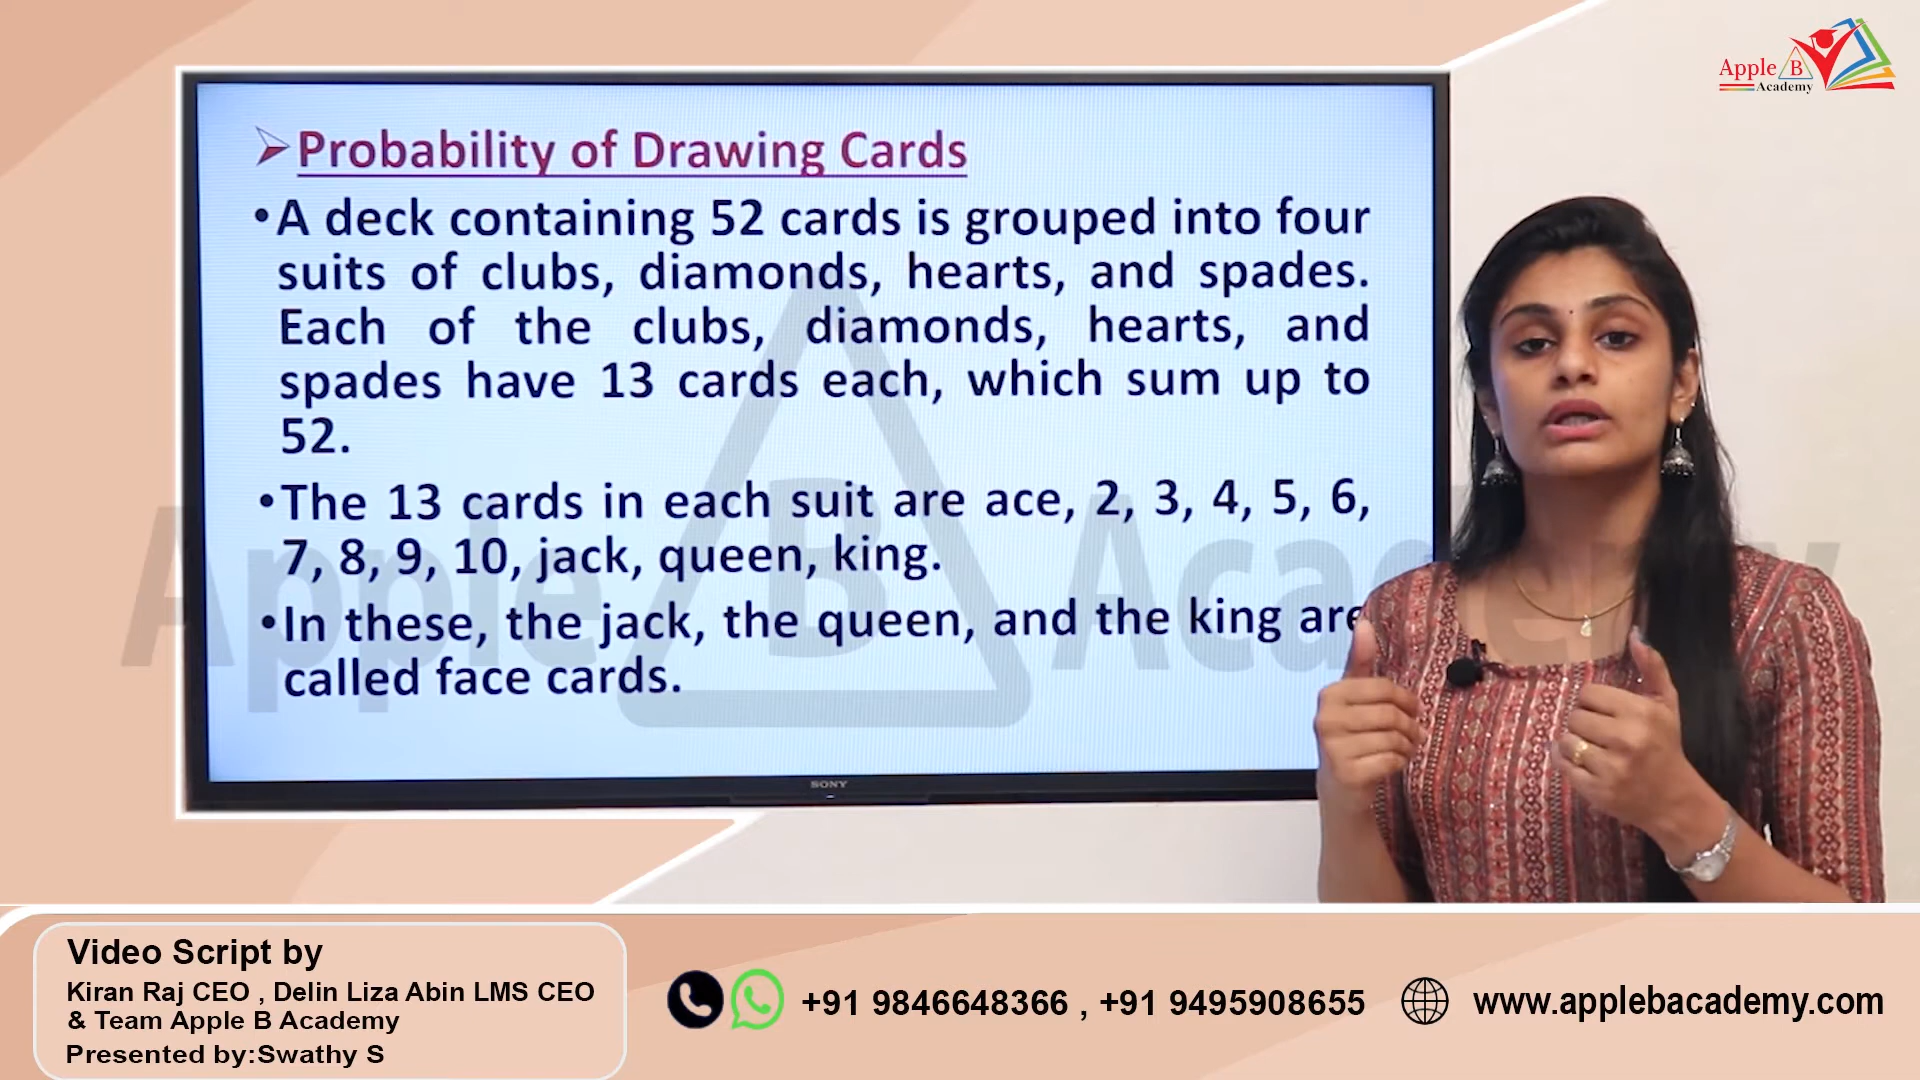 Apple B
Academy
➢Probability of Drawing Cards
•A deck containing 52 cards is grouped into four
suits of clubs, diamonds, hearts, and spades.
Each of the clubs, diamonds, hearts, and
spades have 13 cards each, which sum up to
52.
•The 13 cards in each suit are ace, 2, 3, 4, 5, 6,
7, 8, 9, 10, jack, queen, king.
•In these, the jack, the queen, and the king are
called face cards.
Apple B Academy
SONY
Video Script by
Kiran Raj CEO , Delin Liza Abin LMS CEO
& Team Apple B Academy
Presented by:Swathy S
+91 9846648366 , +91 9495908655
www.applebacademy.com